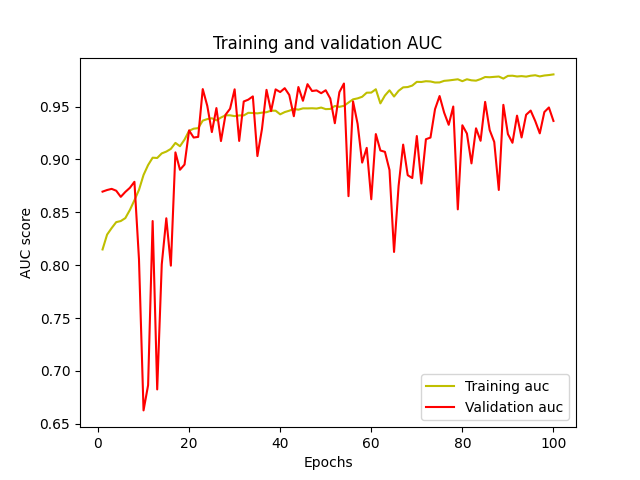 Training and validation AUC
AUC score
0.95
0.90
0.85
0.80
0.75
0.70
0.65
Training auc
Validation auc
0 20 40 60 80 100
Epochs